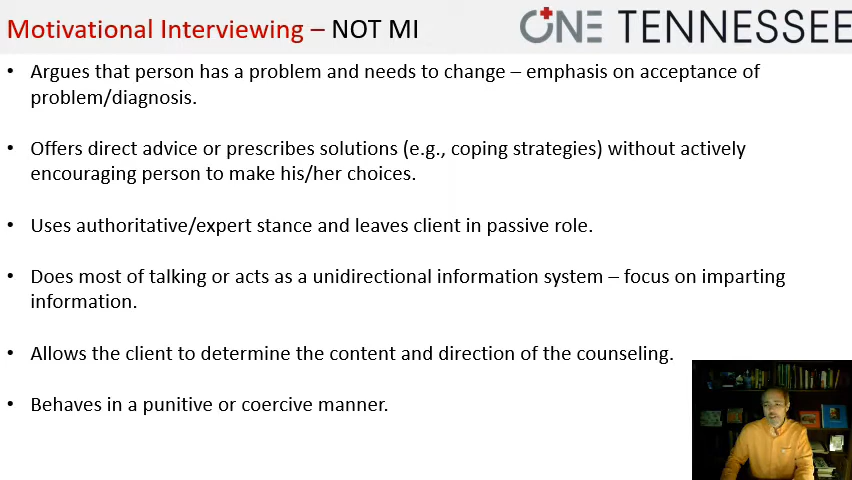 Motivational Interviewing – NOT MI
ONE TENNESSEE
• Argues that person has a problem and needs to change – emphasis on acceptance of
problem/diagnosis.
• Offers direct advice or prescribes solutions (e.g., coping strategies) without actively
encouraging person to make his/her choices.
• Uses authoritative/expert stance and leaves client in passive role.
• Does most of talking or acts as a unidirectional information system – focus on imparting
information.
• Allows the client to determine the content and direction of the counseling.
• Behaves in a punitive or coercive manner.